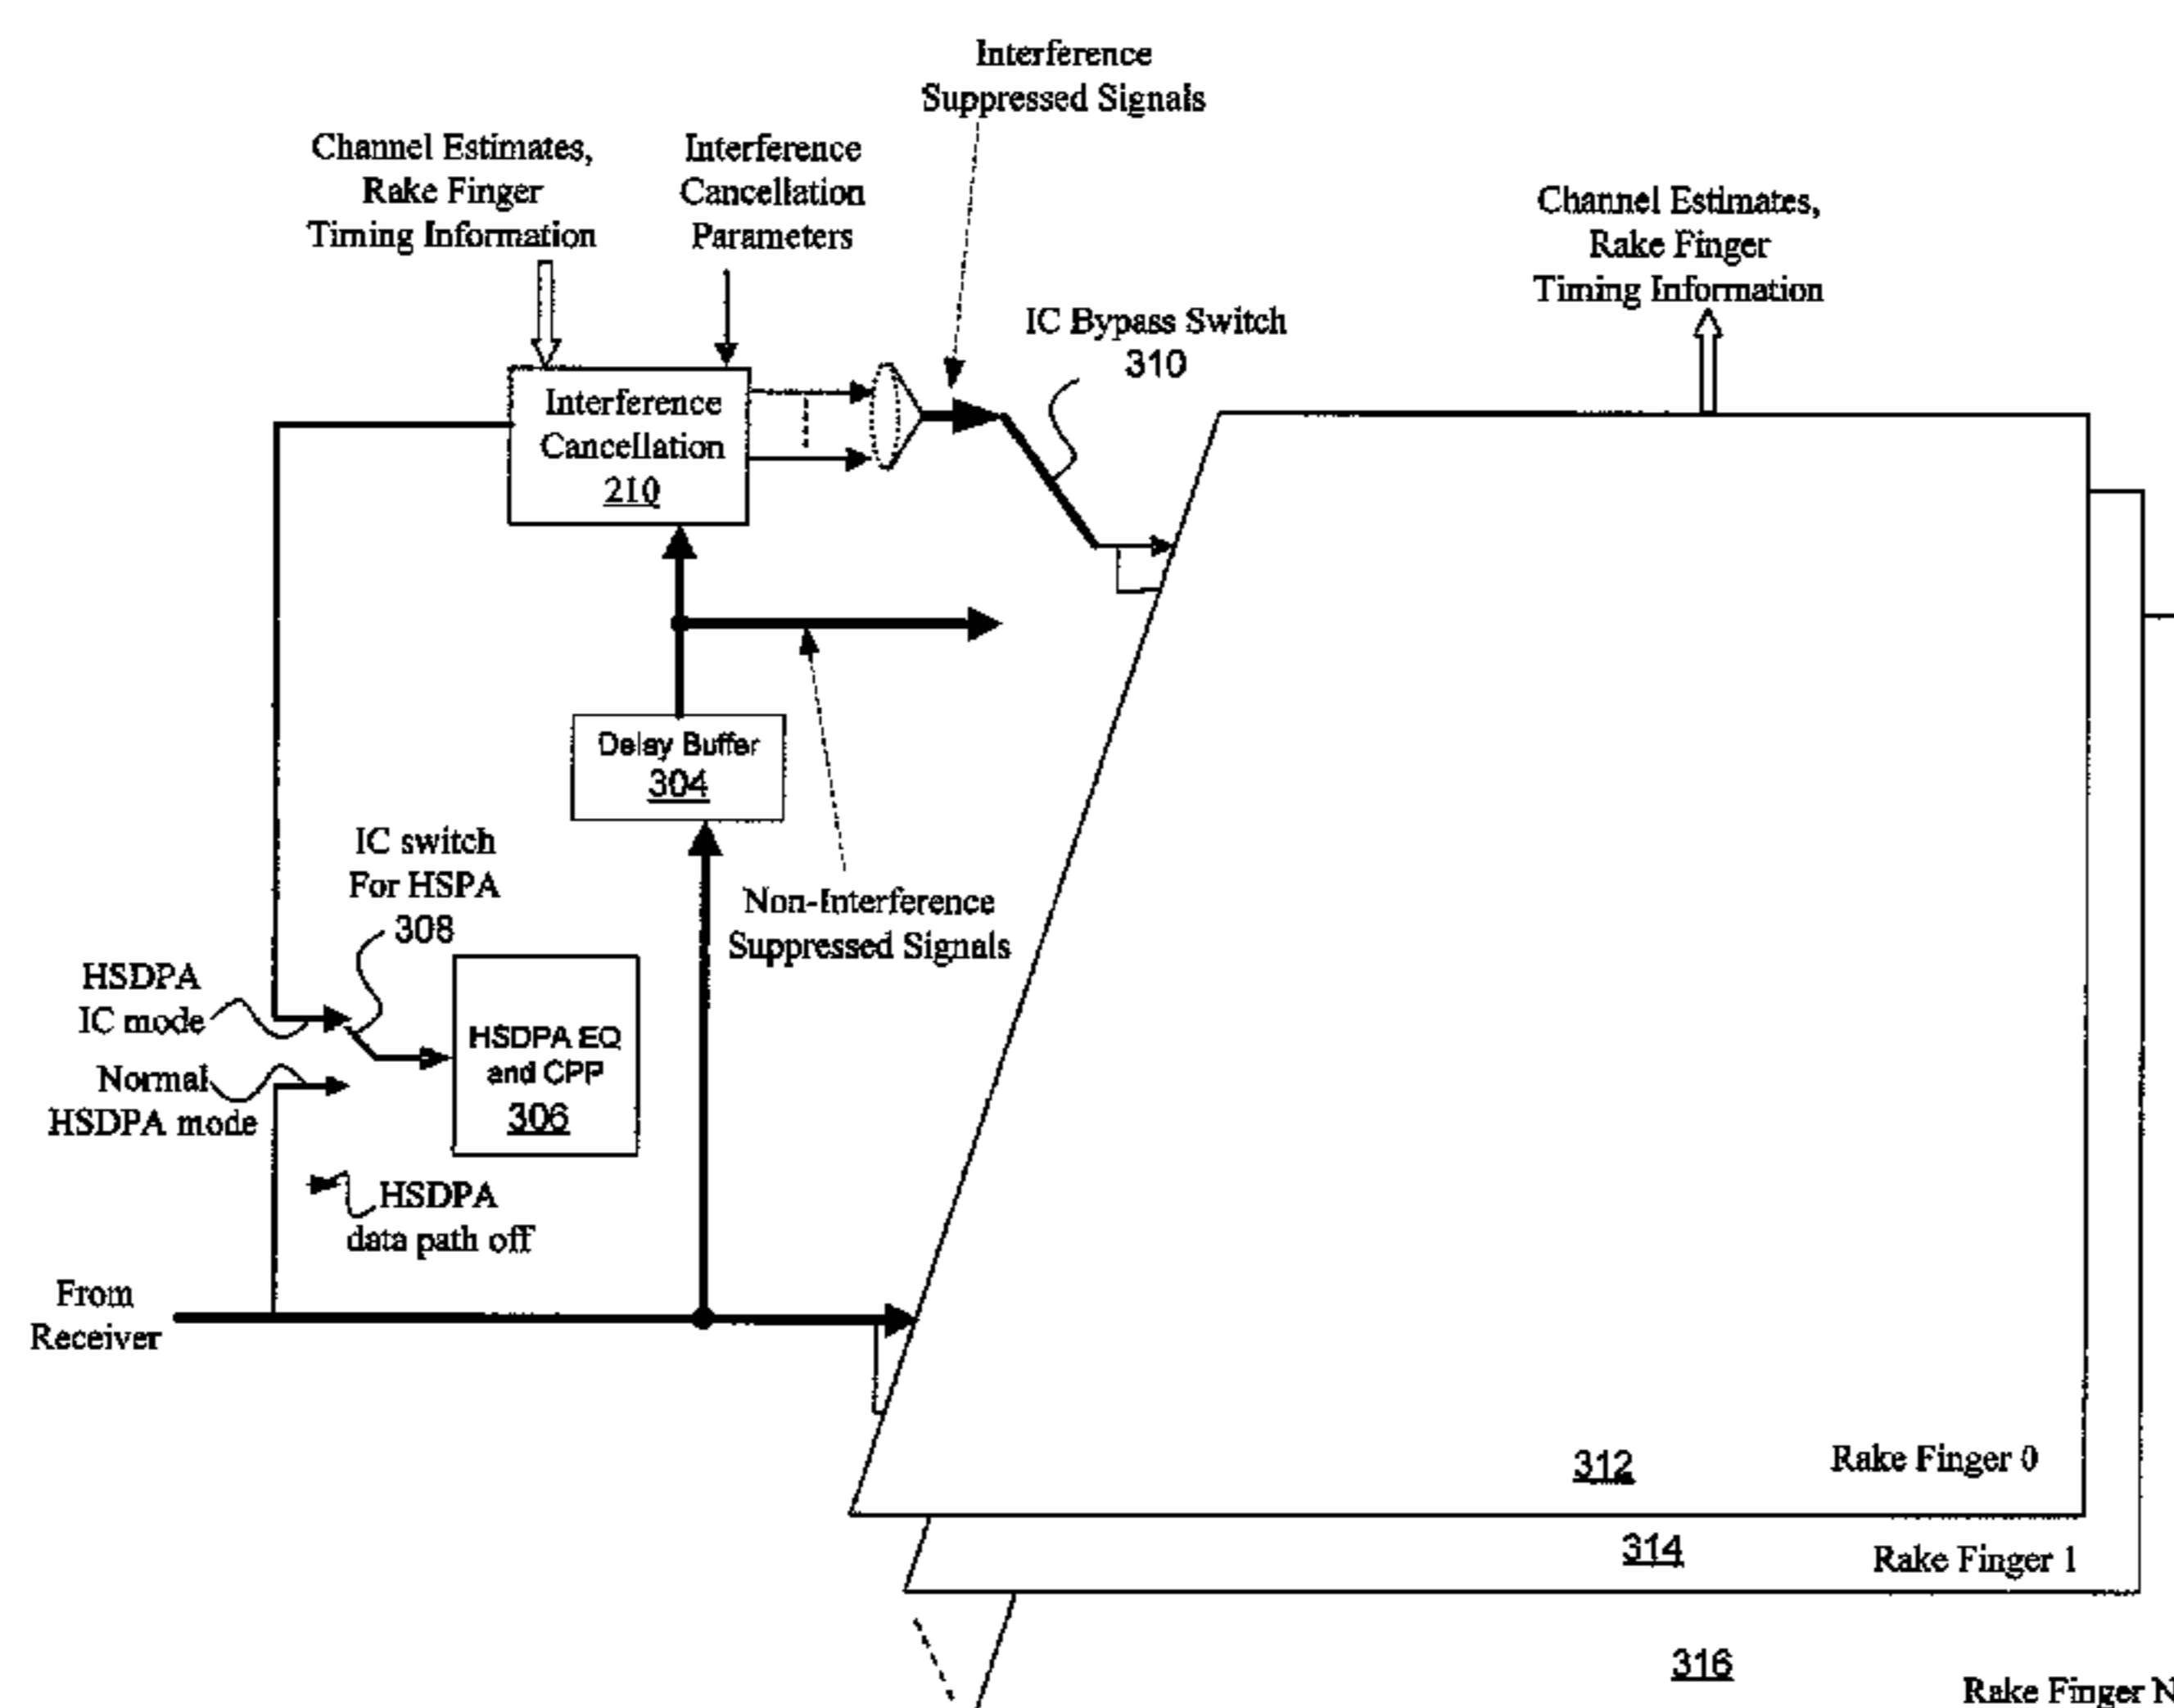 Interference
Suppressed Signals
Channel Estimates,
Rake Finger
Timing Information
Interference
Cancellation
Parameters
Channel Estimates,
Rake Finger
Timing Information
IC Bypass Switch
310
Interference
Cancellation
210
Delay Buffer
304
IC switch
For HSPA
308
Non-Interference
Suppressed Signals
HSDPA
IC mode
HSDPA EQ
and CPP
306
Normal
HSDPA mode
HSDPA
data path off
From
Receiver
312
Rake Finger 0
314
Rake Finger 1
316
Rake Finger N